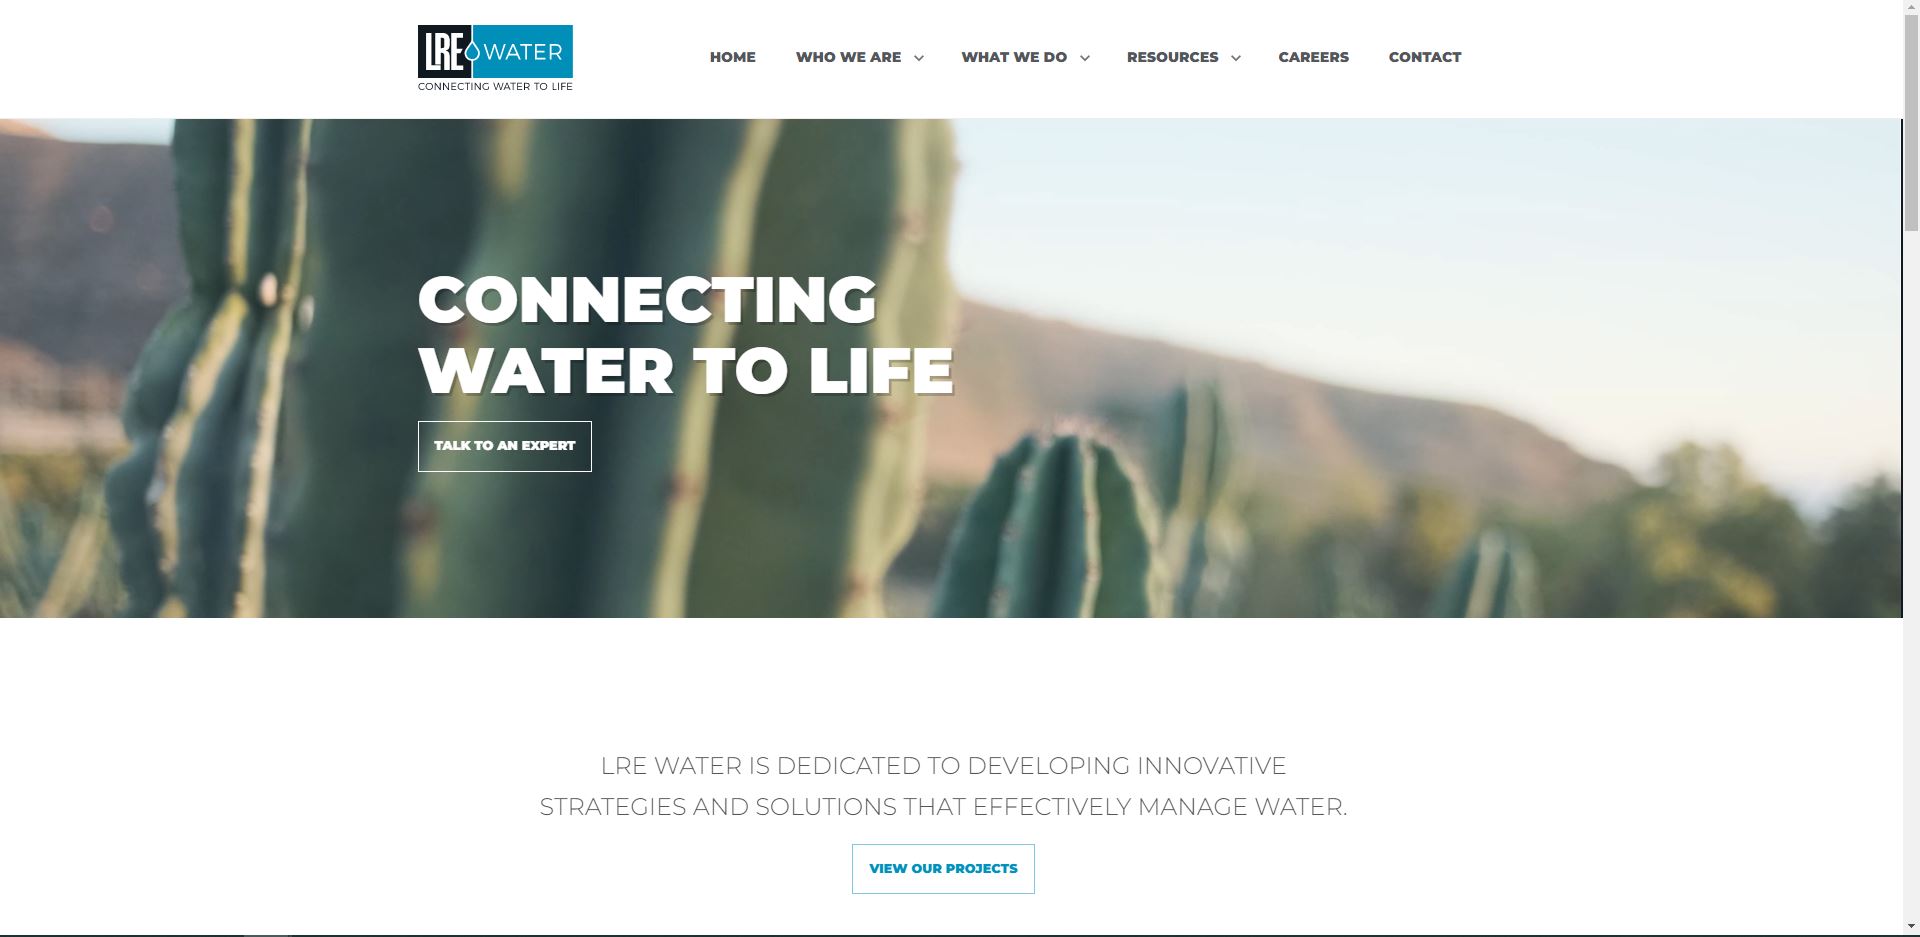 LRE WATER
CONNECTING WATER TO LIFE
HOME WHO WE ARE WHAT WE DO RESOURCES CAREERS CONTACT
CONNECTING
WATER TO LIFE
TALK TO AN EXPERT
LRE WATER IS DEDICATED TO DEVELOPING INNOVATIVE
STRATEGIES AND SOLUTIONS THAT EFFECTIVELY MANAGE WATER.
VIEW OUR PROJECTS